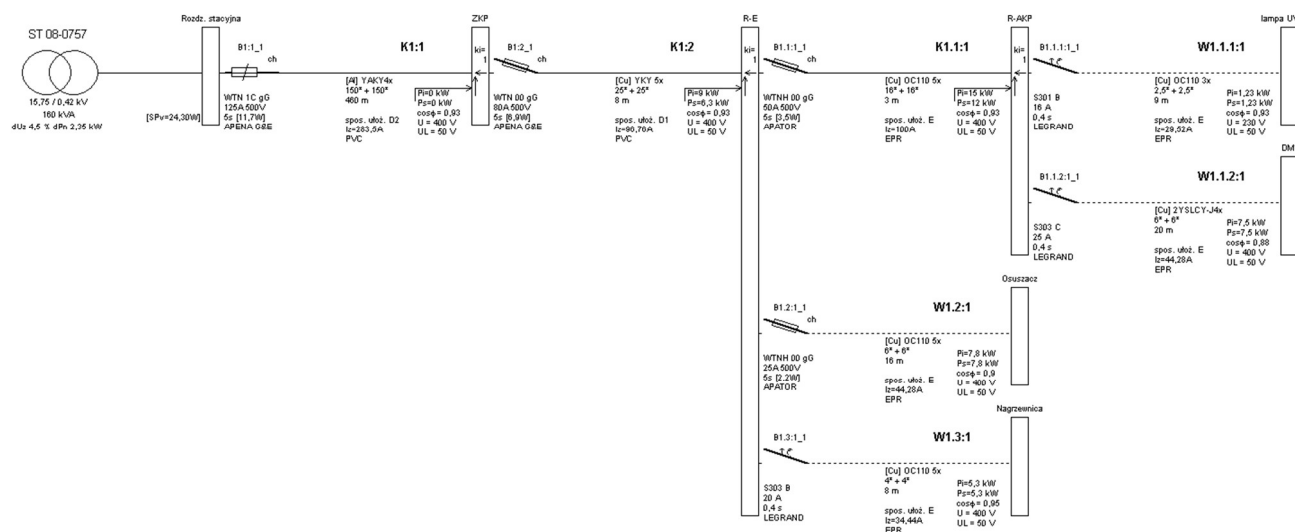 ST 08-0757
15,75 / 0,42 kV
160 kVA
dUz 4,5 % dPn 2,35 kW
Rozdz. stacyjna
[SPv=24,30W]
B1:1_1
ch
WTN 1C gG
125A 500V
5s [11,7W]
APENA G&E
K1:1
[Al] YAKY4x
150* + 150*
460 m
spos. ułoż. D2
Iz=283,5A
PVC
Pi=0 kW
Ps=0 kW
cosϕ = 0,93
U = 400 V
UL = 50 V
ZKP
ki=
1
B1:2_1
ch
WTN 00 gG
80A 500V
5s [6,9W]
APENA G&E
K1:2
[Cu] YKY 5x
25* + 25*
8 m
spos. ułoż. D1
Iz=90,76A
PVC
Pi=9 kW
Ps=6,3 kW
cosϕ = 0,93
U = 400 V
UL = 50 V
R-E
ki=
1
B1.1:1_1
ch
WTNH 00 gG
50A 500V
5s [3,5W]
APATOR
K1.1:1
[Cu] OC110 5x
16* + 16*
3 m
spos. ułoż. E
Iz=100A
EPR
Pi=15 kW
Ps=12 kW
cosϕ = 0,93
U = 400 V
UL = 50 V
R-AKP
ki=
1
B1.1.1:1_1
S301 B
16 A
0,4 s
LEGRAND
W1.1.1:1
[Cu] OC110 3x
2,5* + 2,5*
9 m
spos. ułoż. E
Iz=29,52A
EPR
Pi=1,23 kW
Ps=1,23 kW
cosϕ = 0,93
U = 230 V
UL = 50 V
lampa UV
B1.1.2:1_1
S303 C
25 A
0,4 s
LEGRAND
W1.1.2:1
[Cu] 2YSLCY-J4x
6* + 6*
20 m
spos. ułoż. E
Iz=44,28A
EPR
Pi=7,5 kW
Ps=7,5 kW
cosϕ = 0,88
U = 400 V
UL = 50 V
DM
B1.2:1_1
ch
WTNH 00 gG
25A 500V
5s [2.2W]
APATOR
W1.2:1
[Cu] OC110 5x
6* + 6*
16 m
spos. ułoż. E
Iz=44,28A
EPR
Pi=7,8 kW
Ps=7,8 kW
cosϕ = 0,9
U = 400 V
UL = 50 V
Osuszacz
B1.3:1_1
S303 B
20 A
0,4 s
LEGRAND
W1.3:1
[Cu] OC110 5x
4* + 4*
8 m
spos. ułoż. E
Iz=34,44A
EPR
Pi=5,3 kW
Ps=5,3 kW
cosϕ = 0,95
U = 400 V
UL = 50 V
Nagrzewnica